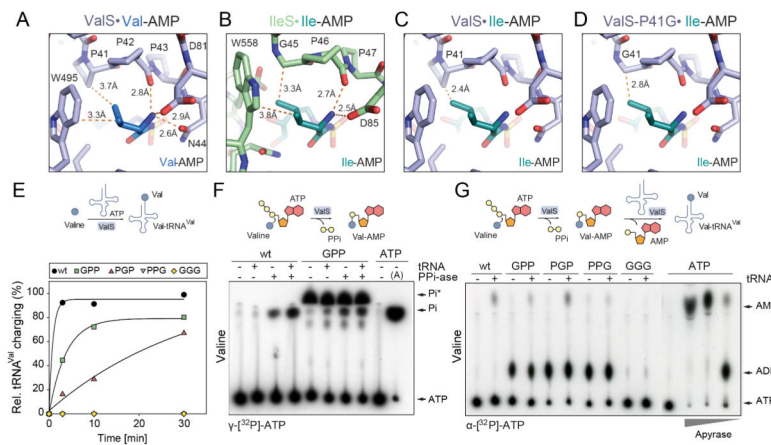 A ValS•Val-AMP
P42
P41
P43
D81
W495
3.7Å
2.8Å
3.3Å
2.9Å
2.6Å
N44
Val-AMP
B IleS•Ile-AMP
W558
G45
P46
P47
3.3Å
2.7Å
3.8Å
2.5Å
D85
Ile-AMP
C ValS•Ile-AMP
P41
2.4Å
Ile-AMP
D ValS-P41G•Ile-AMP
G41
2.8Å
Ile-AMP
E
Val
ATP
Valine
ValS
Val-tRNAVal
wt GPP PGP PPG GGG
Rel. tRNAVal charging (%)
100
80
60
40
20
0
0 10 20 30
Time [min]
F
ATP
ValS
Valine
PPi
Val-AMP
wt GPP ATP
- + - + - + - + tRNA
- - + + - - + + (A) PPi-ase
Pi*
Pi
Valine
ATP
γ-[32P]-ATP
G
ATP
Val
ValS
ValS
Valine
PPi
Val-AMP
AMP
Val-tRNAVal
wt GPP PGP PPG GGG ATP
- + - + - + - + - + tRNA
AM
Valine
ADI
ATP
α-[32P]-ATP
Apyrase